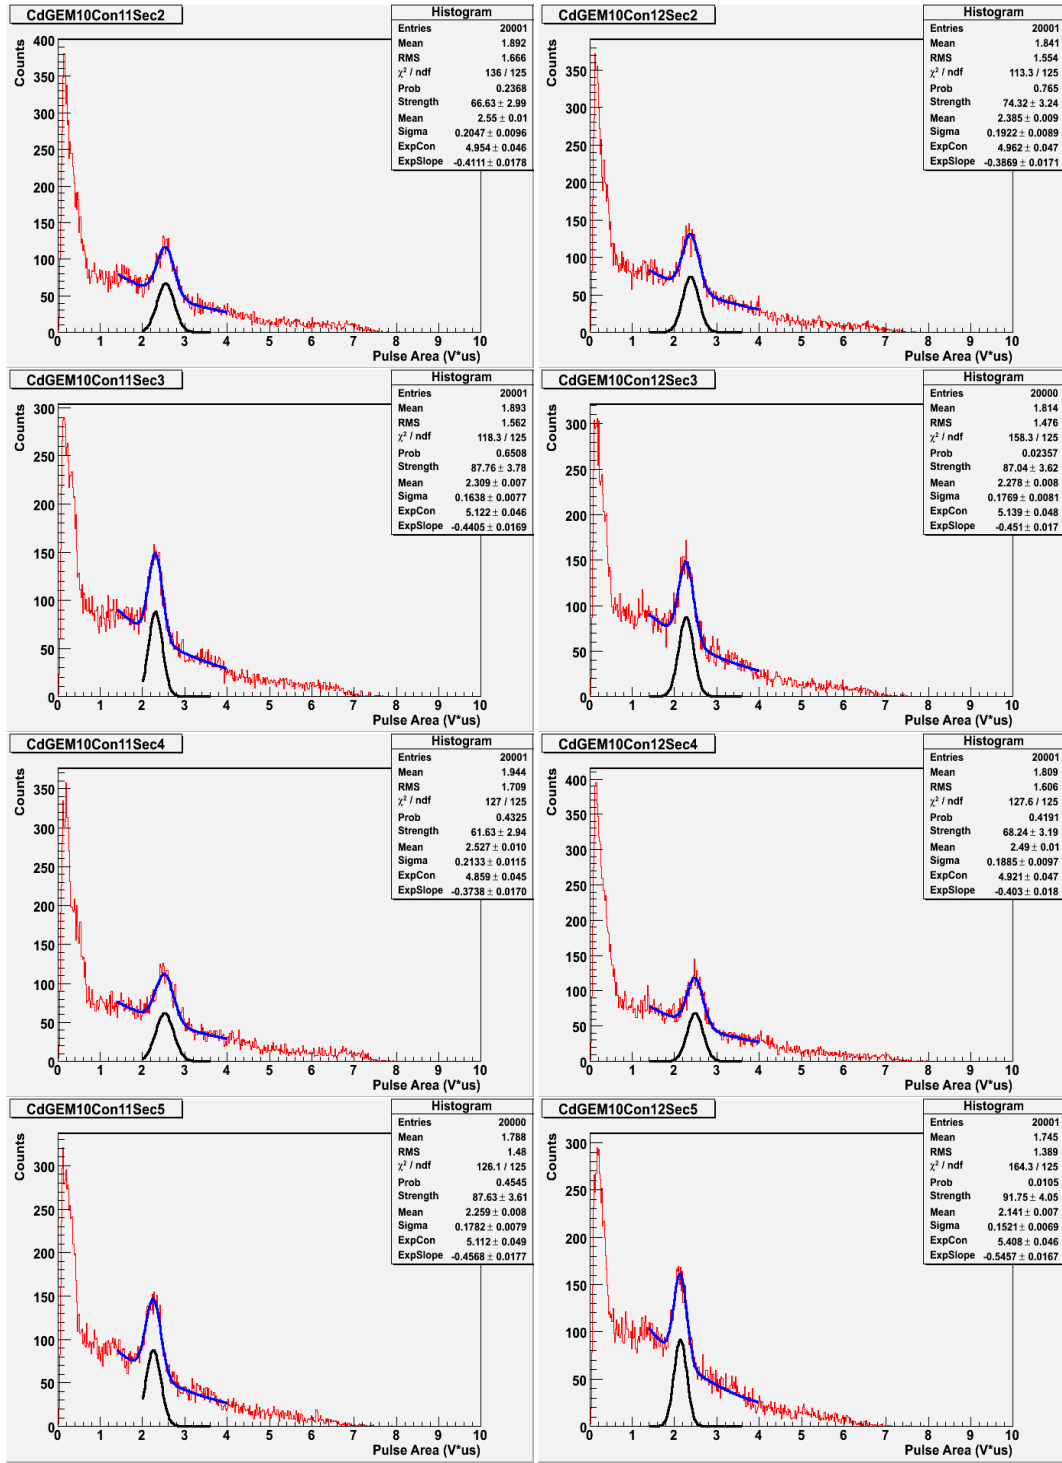 CdGEM10Con11Sec2
Histogram
Entries 20001
Mean 1.892
RMS 1.666
χ² / ndf 136 / 125
Prob 0.2368
Strength 66.63 ± 2.99
Mean 2.55 ± 0.01
Sigma 0.2047 ± 0.0096
ExpCon 4.954 ± 0.046
ExpSlope -0.4111 ± 0.0178
Counts
400
350
300
250
200
150
100
50
0
0 1 2 3 4 5 6 7 8 9 10
Pulse Area (V*us)
CdGEM10Con12Sec2
Histogram
Entries 20001
Mean 1.841
RMS 1.554
χ² / ndf 113.3 / 125
Prob 0.765
Strength 74.32 ± 3.24
Mean 2.385 ± 0.009
Sigma 0.1922 ± 0.0089
ExpCon 4.962 ± 0.047
ExpSlope -0.3869 ± 0.0171
Counts
350
300
250
200
150
100
50
0
0 1 2 3 4 5 6 7 8 9 10
Pulse Area (V*us)
CdGEM10Con11Sec3
Histogram
Entries 20001
Mean 1.893
RMS 1.562
χ² / ndf 118.3 / 125
Prob 0.6508
Strength 87.76 ± 3.78
Mean 2.309 ± 0.007
Sigma 0.1638 ± 0.0077
ExpCon 5.122 ± 0.046
ExpSlope -0.4405 ± 0.0169
Counts
300
250
200
150
100
50
0
0 1 2 3 4 5 6 7 8 9 10
Pulse Area (V*us)
CdGEM10Con12Sec3
Histogram
Entries 20000
Mean 1.814
RMS 1.476
χ² / ndf 158.3 / 125
Prob 0.02357
Strength 87.04 ± 3.62
Mean 2.278 ± 0.008
Sigma 0.1769 ± 0.0081
ExpCon 5.139 ± 0.048
ExpSlope -0.451 ± 0.017
Counts
300
250
200
150
100
50
0
0 1 2 3 4 5 6 7 8 9 10
Pulse Area (V*us)
CdGEM10Con11Sec4
Histogram
Entries 20001
Mean 1.944
RMS 1.709
χ² / ndf 127 / 125
Prob 0.4325
Strength 61.63 ± 2.94
Mean 2.527 ± 0.010
Sigma 0.2133 ± 0.0115
ExpCon 4.859 ± 0.045
ExpSlope -0.3738 ± 0.0170
Counts
350
300
250
200
150
100
50
0
0 1 2 3 4 5 6 7 8 9 10
Pulse Area (V*us)
CdGEM10Con12Sec4
Histogram
Entries 20001
Mean 1.809
RMS 1.606
χ² / ndf 127.6 / 125
Prob 0.4191
Strength 68.24 ± 3.19
Mean 2.49 ± 0.01
Sigma 0.1885 ± 0.0097
ExpCon 4.921 ± 0.047
ExpSlope -0.403 ± 0.018
Counts
400
350
300
250
200
150
100
50
0
0 1 2 3 4 5 6 7 8 9 10
Pulse Area (V*us)
CdGEM10Con11Sec5
Histogram
Entries 20000
Mean 1.788
RMS 1.48
χ² / ndf 126.1 / 125
Prob 0.4545
Strength 87.63 ± 3.61
Mean 2.259 ± 0.008
Sigma 0.1782 ± 0.0079
ExpCon 5.112 ± 0.049
ExpSlope -0.4568 ± 0.0177
Counts
300
250
200
150
100
50
0
0 1 2 3 4 5 6 7 8 9 10
Pulse Area (V*us)
CdGEM10Con12Sec5
Histogram
Entries 20001
Mean 1.745
RMS 1.389
χ² / ndf 164.3 / 125
Prob 0.0105
Strength 91.75 ± 4.05
Mean 2.141 ± 0.007
Sigma 0.1521 ± 0.0069
ExpCon 5.408 ± 0.046
ExpSlope -0.5457 ± 0.0167
Counts
300
250
200
150
100
50
0
0 1 2 3 4 5 6 7 8 9 10
Pulse Area (V*us)